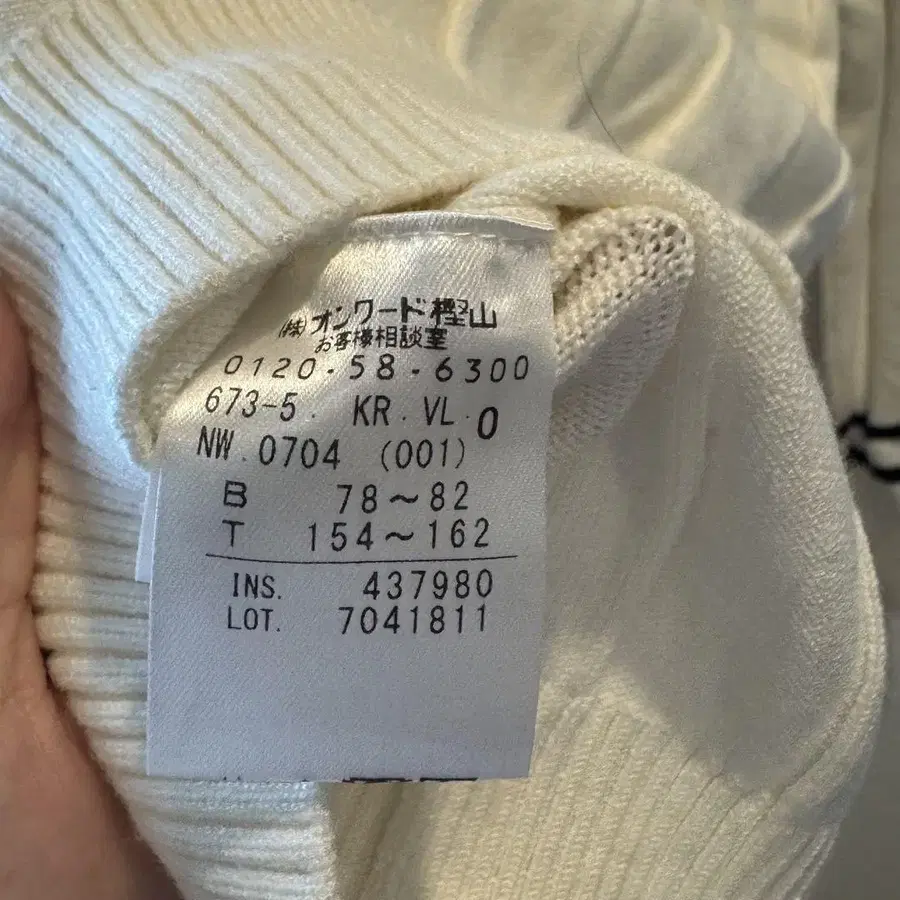 (株)オンワード樫山
お客様相談室
0120-58-6300
673-5. KR. VL. 0
NW. 0704 (001)
B 78～82
T 154～162
INS. 437980
LOT. 7041811